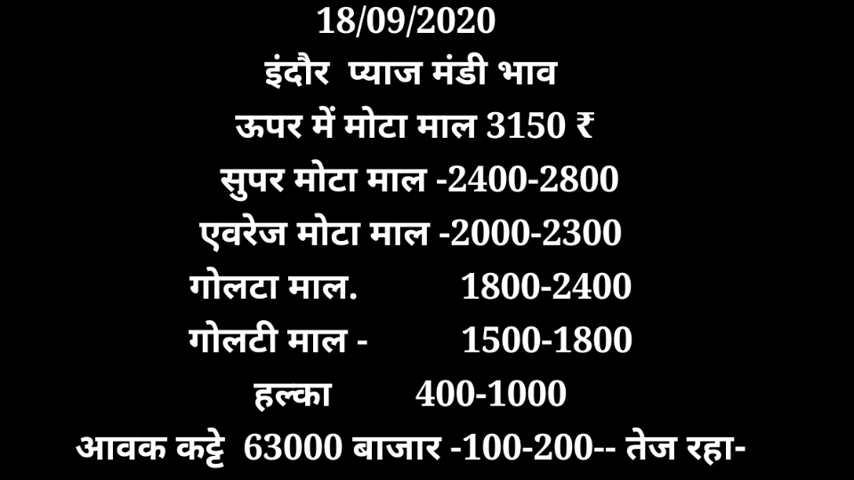 18/09/2020
इंदौर प्याज मंडी भाव
ऊपर में मोटा माल 3150 ₹
सुपर मोटा माल -2400-2800
एवरेज मोटा माल -2000-2300
गोलटा माल. 1800-2400
गोलटी माल - 1500-1800
हल्का 400-1000
आवक कट्टे 63000 बाजार -100-200-- तेज रहा-